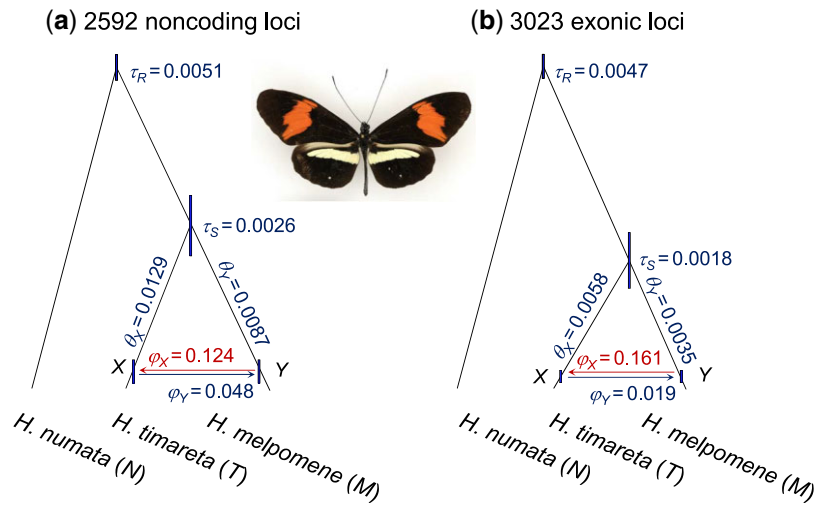 (a) 2592 noncoding loci
τR = 0.0051
τS = 0.0026
θX = 0.0129
θY = 0.0087
X
φX = 0.124
Y
φY = 0.048
H. numata (N)
H. timareta (T)
H. melpomene (M)
(b) 3023 exonic loci
τR = 0.0047
τS = 0.0018
θX = 0.0058
θY = 0.0035
X
φX = 0.161
Y
φY = 0.019
H. numata (N)
H. timareta (T)
H. melpomene (M)